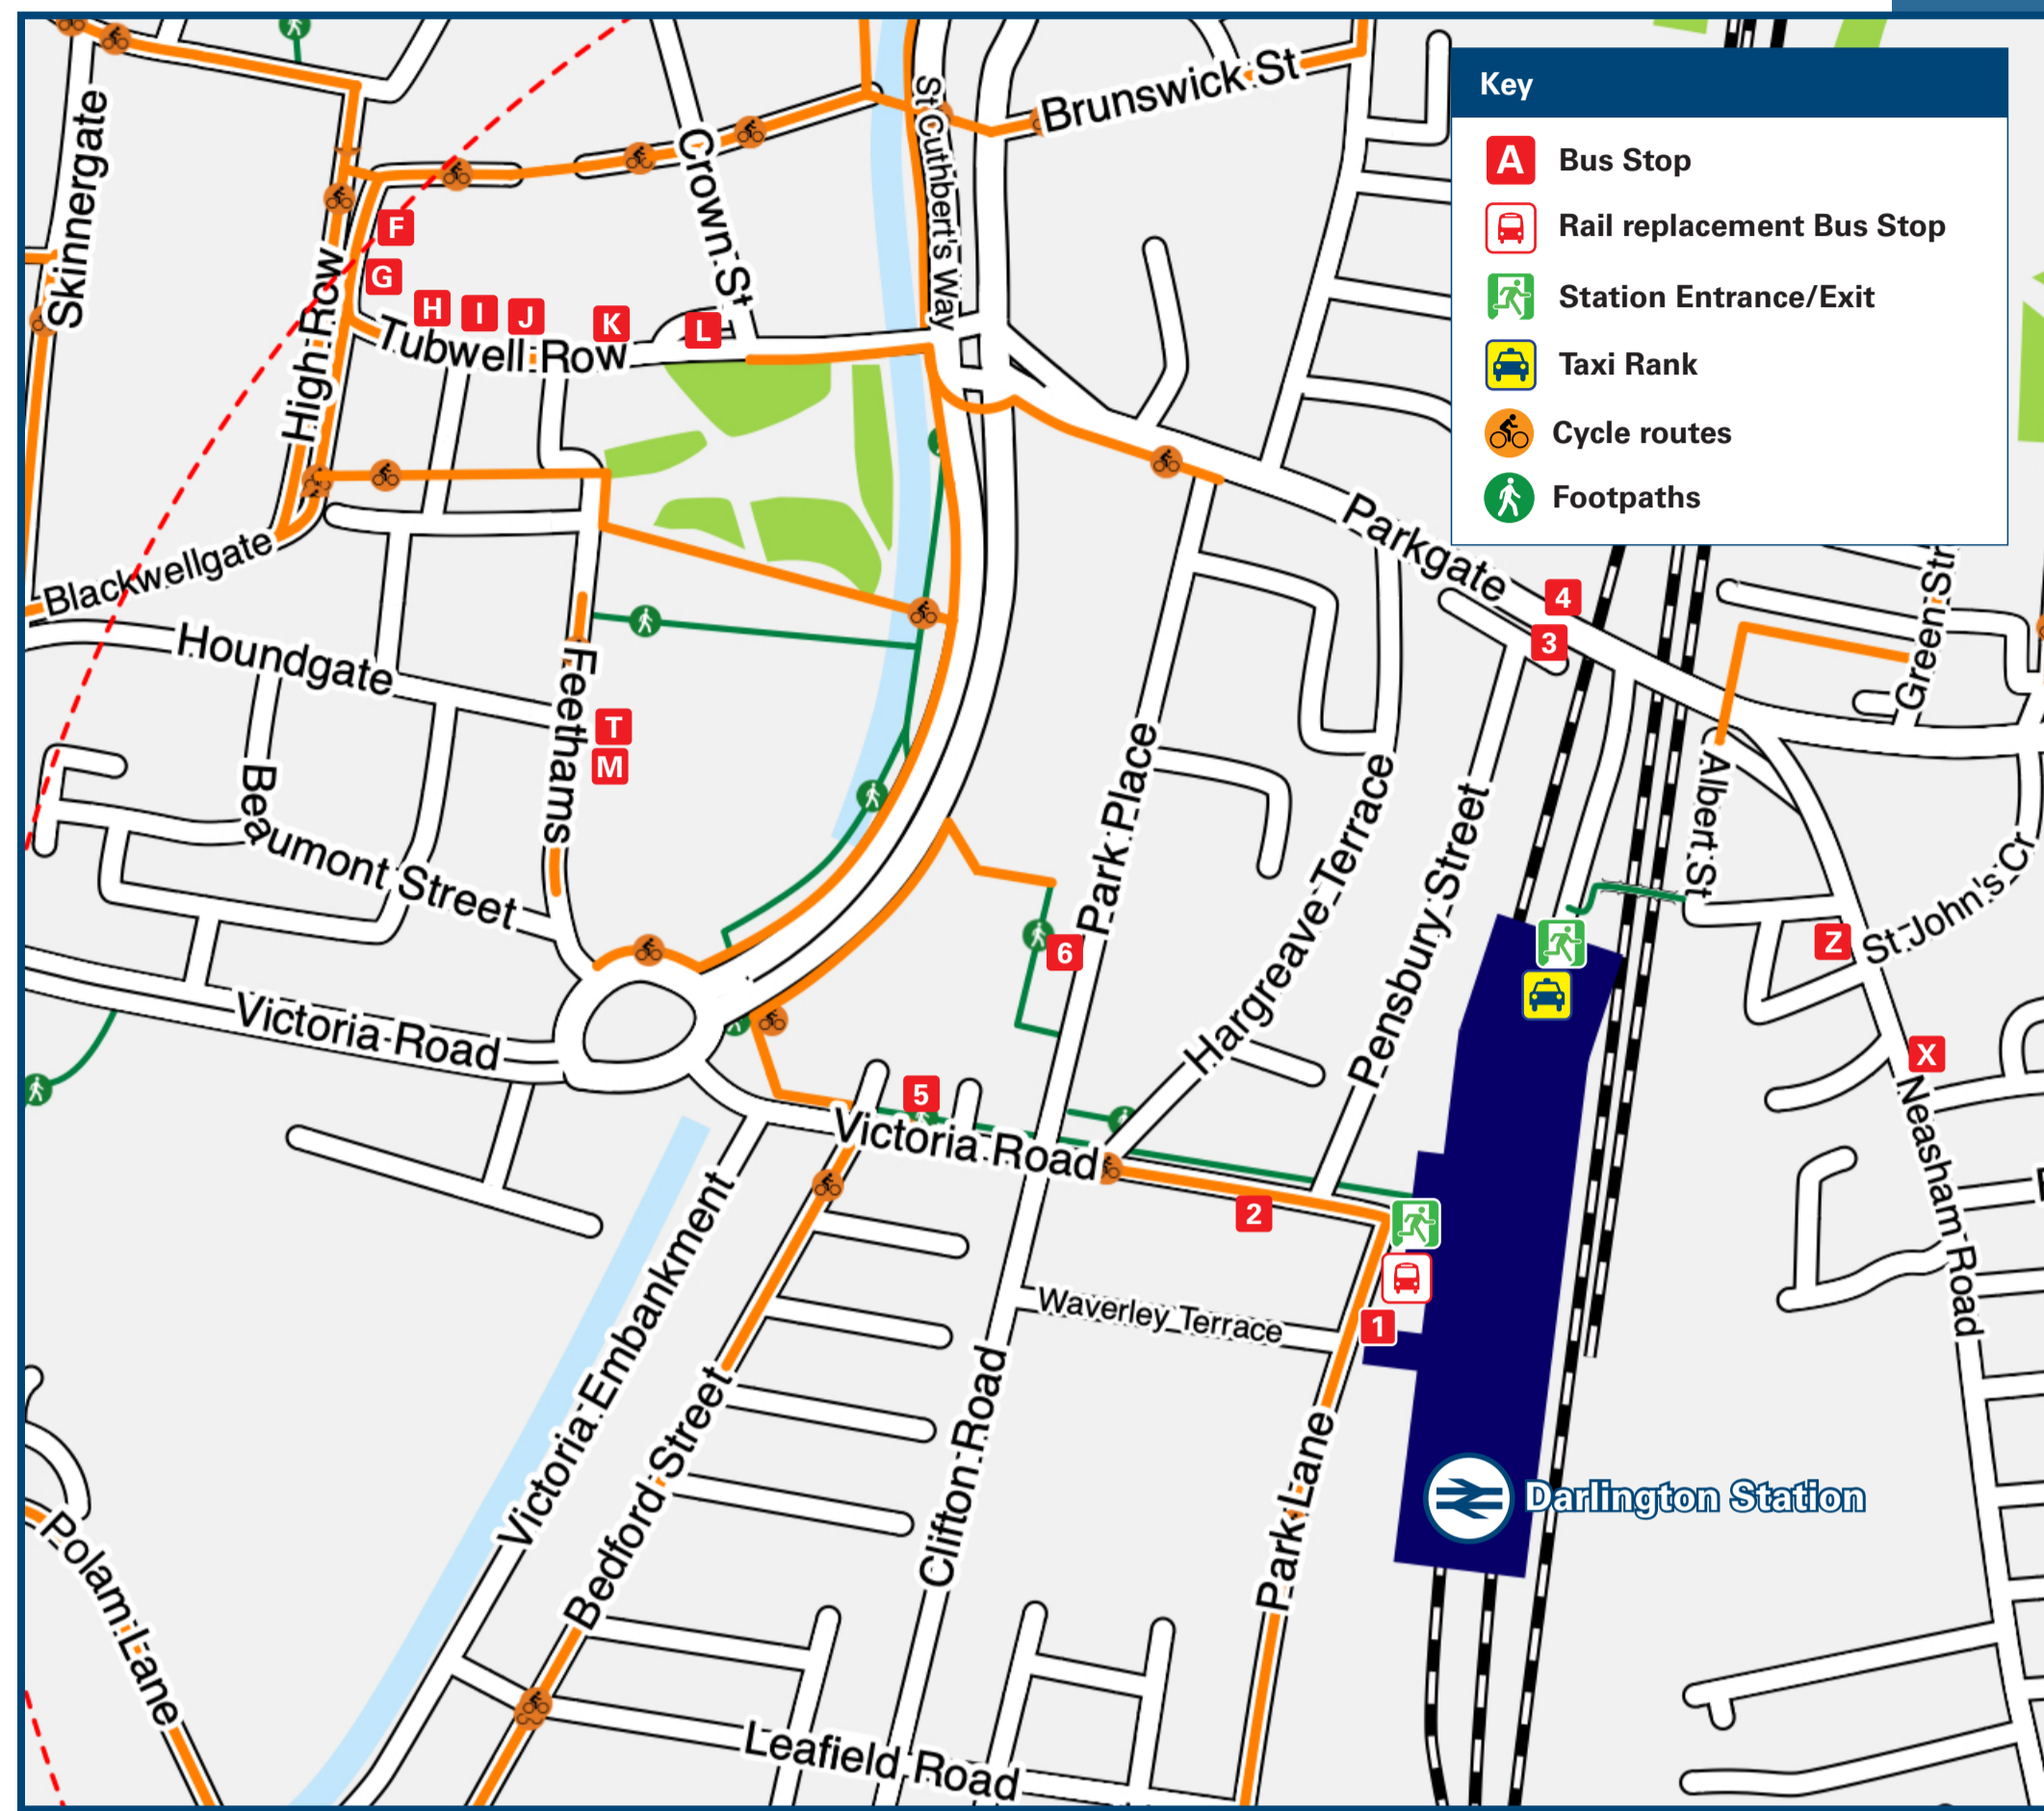 Key
A Bus Stop
Rail replacement Bus Stop
Station Entrance/Exit
Taxi Rank
Cycle routes
Footpaths
Skinnergate
High Row
F
G
H
I
J
K
L
Tubwell Row
Crown St
St Cuthbert's Way
Brunswick St
Parkgate
4
3
Green Str
Blackwellgate
Houndgate
Feethams
T
M
Beaumont Street
Park Place
Hargreave Terrace
Pensbury Street
Albert St
St John's Cr
Z
X
Neasham Road
6
Victoria Road
5
Victoria Road
2
1
Waverley Terrace
Victoria Embankment
Bedford Street
Clifton Road
Park Lane
Darlington Station
Polam Lane
Leafield Road